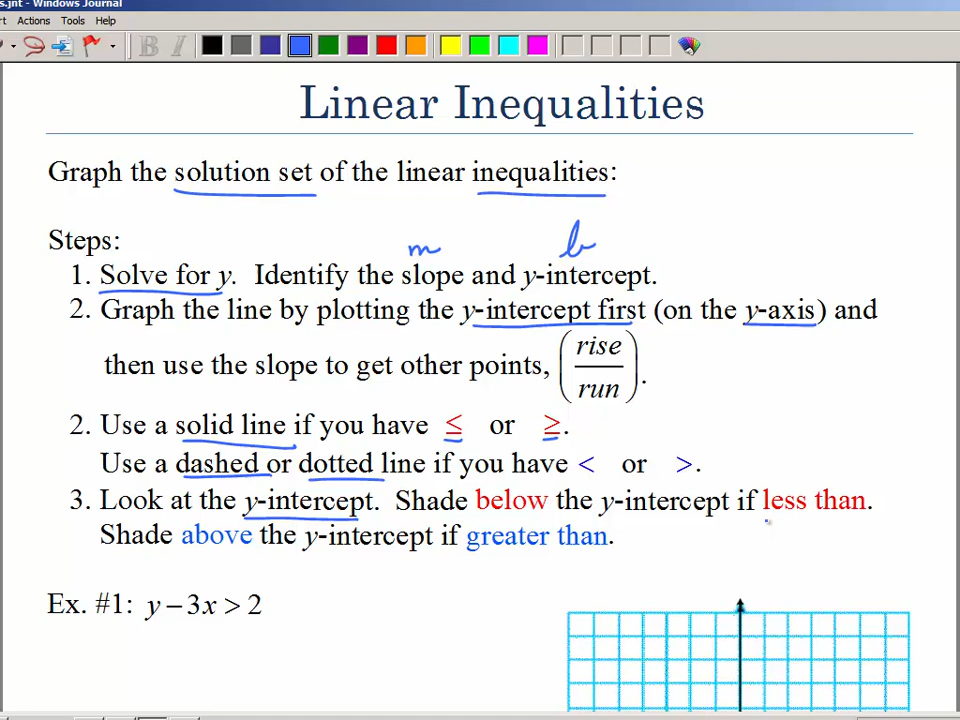 s.jnt - Windows Journal
rt Actions Tools Help
B I
Linear Inequalities
Graph the solution set of the linear inequalities:
Steps:
m b
1. Solve for y. Identify the slope and y-intercept.
2. Graph the line by plotting the y-intercept first (on the y-axis) and
then use the slope to get other points, (rise/run).
2. Use a solid line if you have ≤ or ≥.
Use a dashed or dotted line if you have < or >.
3. Look at the y-intercept. Shade below the y-intercept if less than.
Shade above the y-intercept if greater than.
Ex. #1: y − 3x > 2